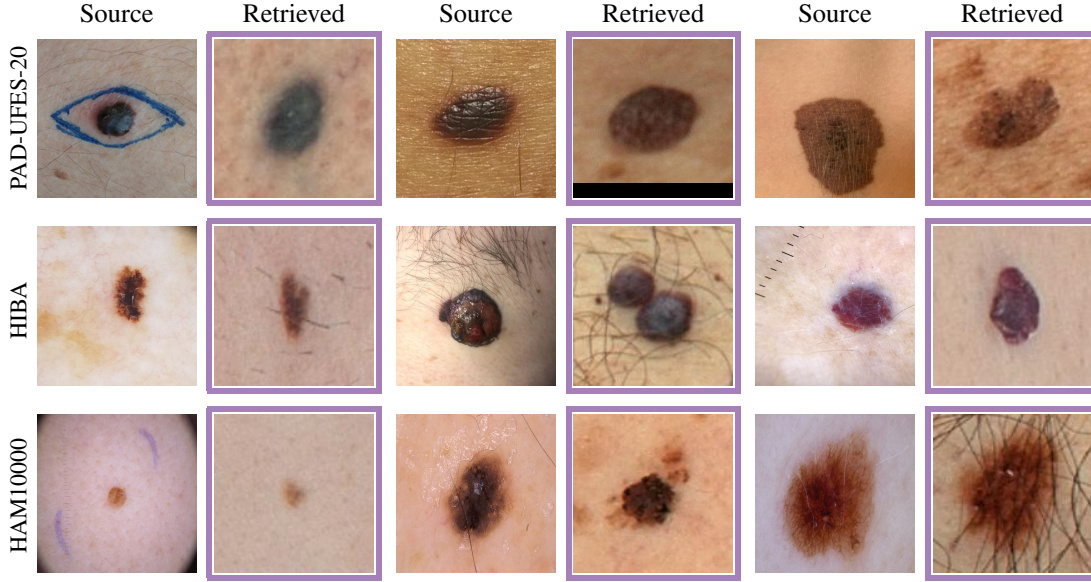 Source Retrieved Source Retrieved Source Retrieved
PAD-UFES-20
HIBA
HAM10000